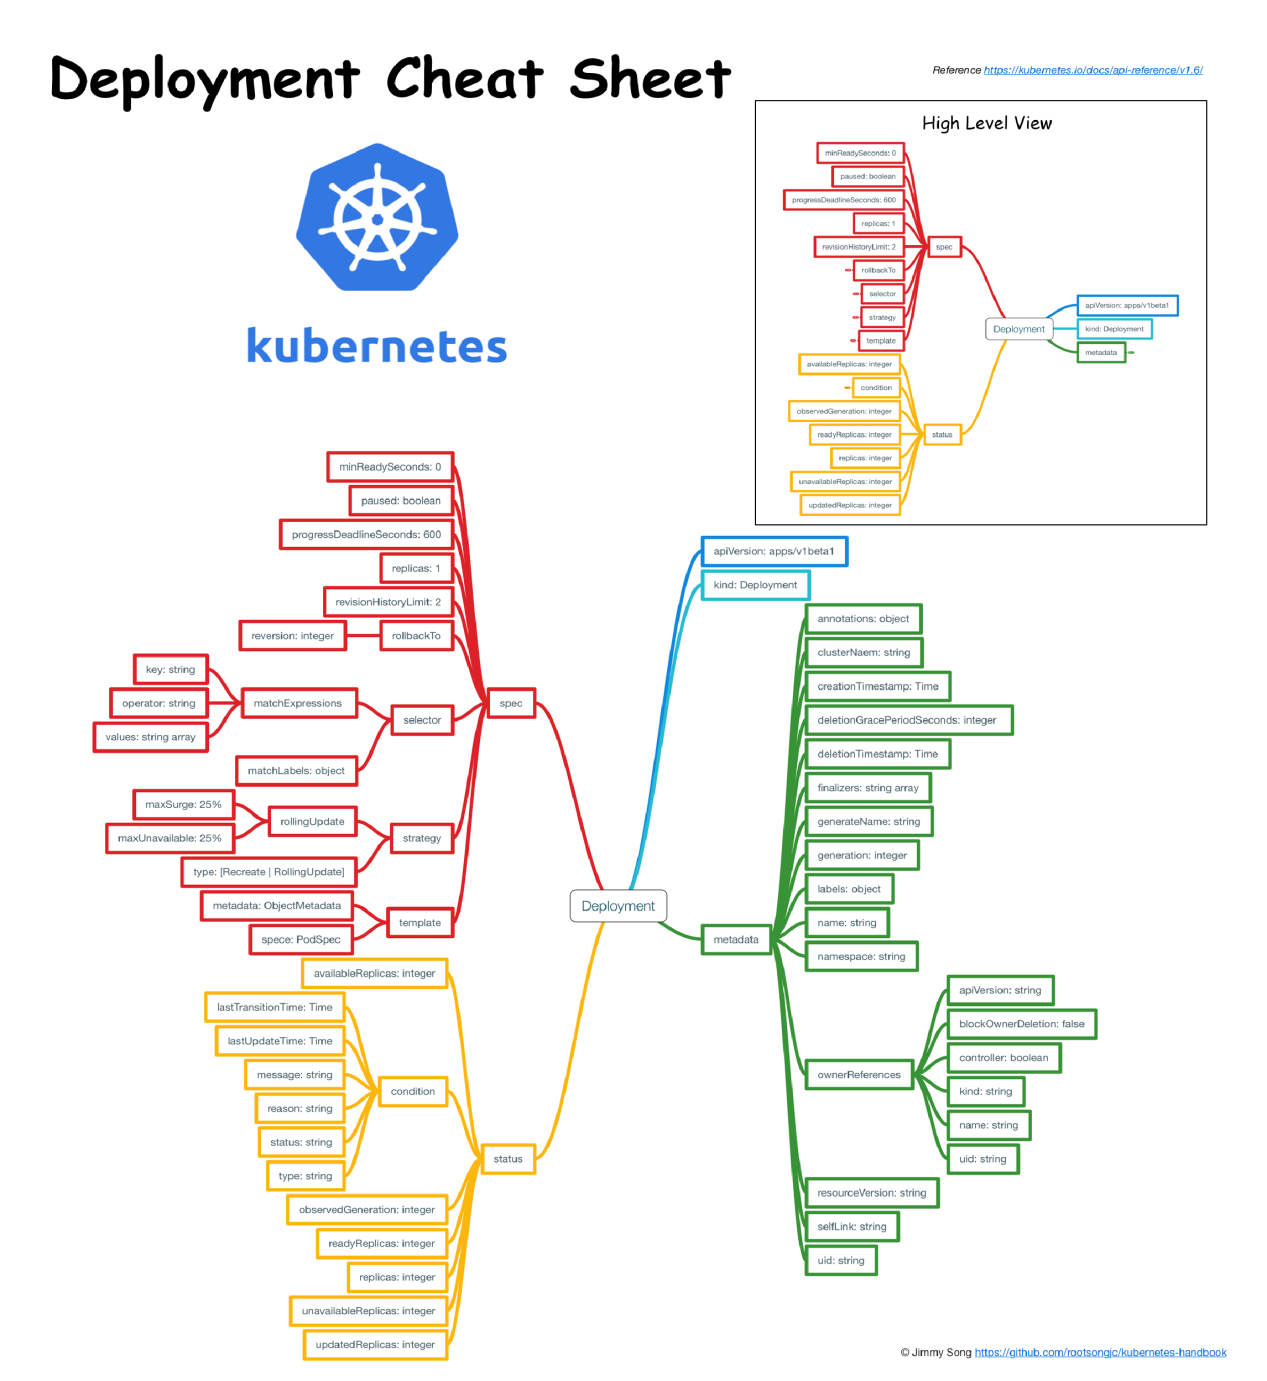 Deployment Cheat Sheet
Reference https://kubernetes.io/docs/api-reference/v1.6/
kubernetes
High Level View
minReadySeconds: 0
paused: boolean
progressDeadlineSeconds: 600
replicas: 1
revisionHistoryLimit: 2
rollbackTo
selector
strategy
template
spec
availableReplicas: integer
condition
observedGeneration: integer
readyReplicas: integer
replicas: integer
unavailableReplicas: integer
updatedReplicas: integer
status
Deployment
apiVersion: apps/v1beta1
kind: Deployment
metadata
minReadySeconds: 0
paused: boolean
progressDeadlineSeconds: 600
replicas: 1
revisionHistoryLimit: 2
reversion: integer
rollbackTo
key: string
operator: string
values: string array
matchExpressions
matchLabels: object
selector
maxSurge: 25%
maxUnavailable: 25%
rollingUpdate
type: [Recreate | RollingUpdate]
strategy
metadata: ObjectMetadata
spece: PodSpec
template
spec
availableReplicas: integer
lastTransitionTime: Time
lastUpdateTime: Time
message: string
reason: string
status: string
type: string
condition
observedGeneration: integer
readyReplicas: integer
replicas: integer
unavailableReplicas: integer
updatedReplicas: integer
status
Deployment
apiVersion: apps/v1beta1
kind: Deployment
metadata
annotations: object
clusterNaem: string
creationTimestamp: Time
deletionGracePeriodSeconds: integer
deletionTimestamp: Time
finalizers: string array
generateName: string
generation: integer
labels: object
name: string
namespace: string
ownerReferences
apiVersion: string
blockOwnerDeletion: false
controller: boolean
kind: string
name: string
uid: string
resourceVersion: string
selfLink: string
uid: string
© Jimmy Song https://github.com/rootsongjc/kubernetes-handbook